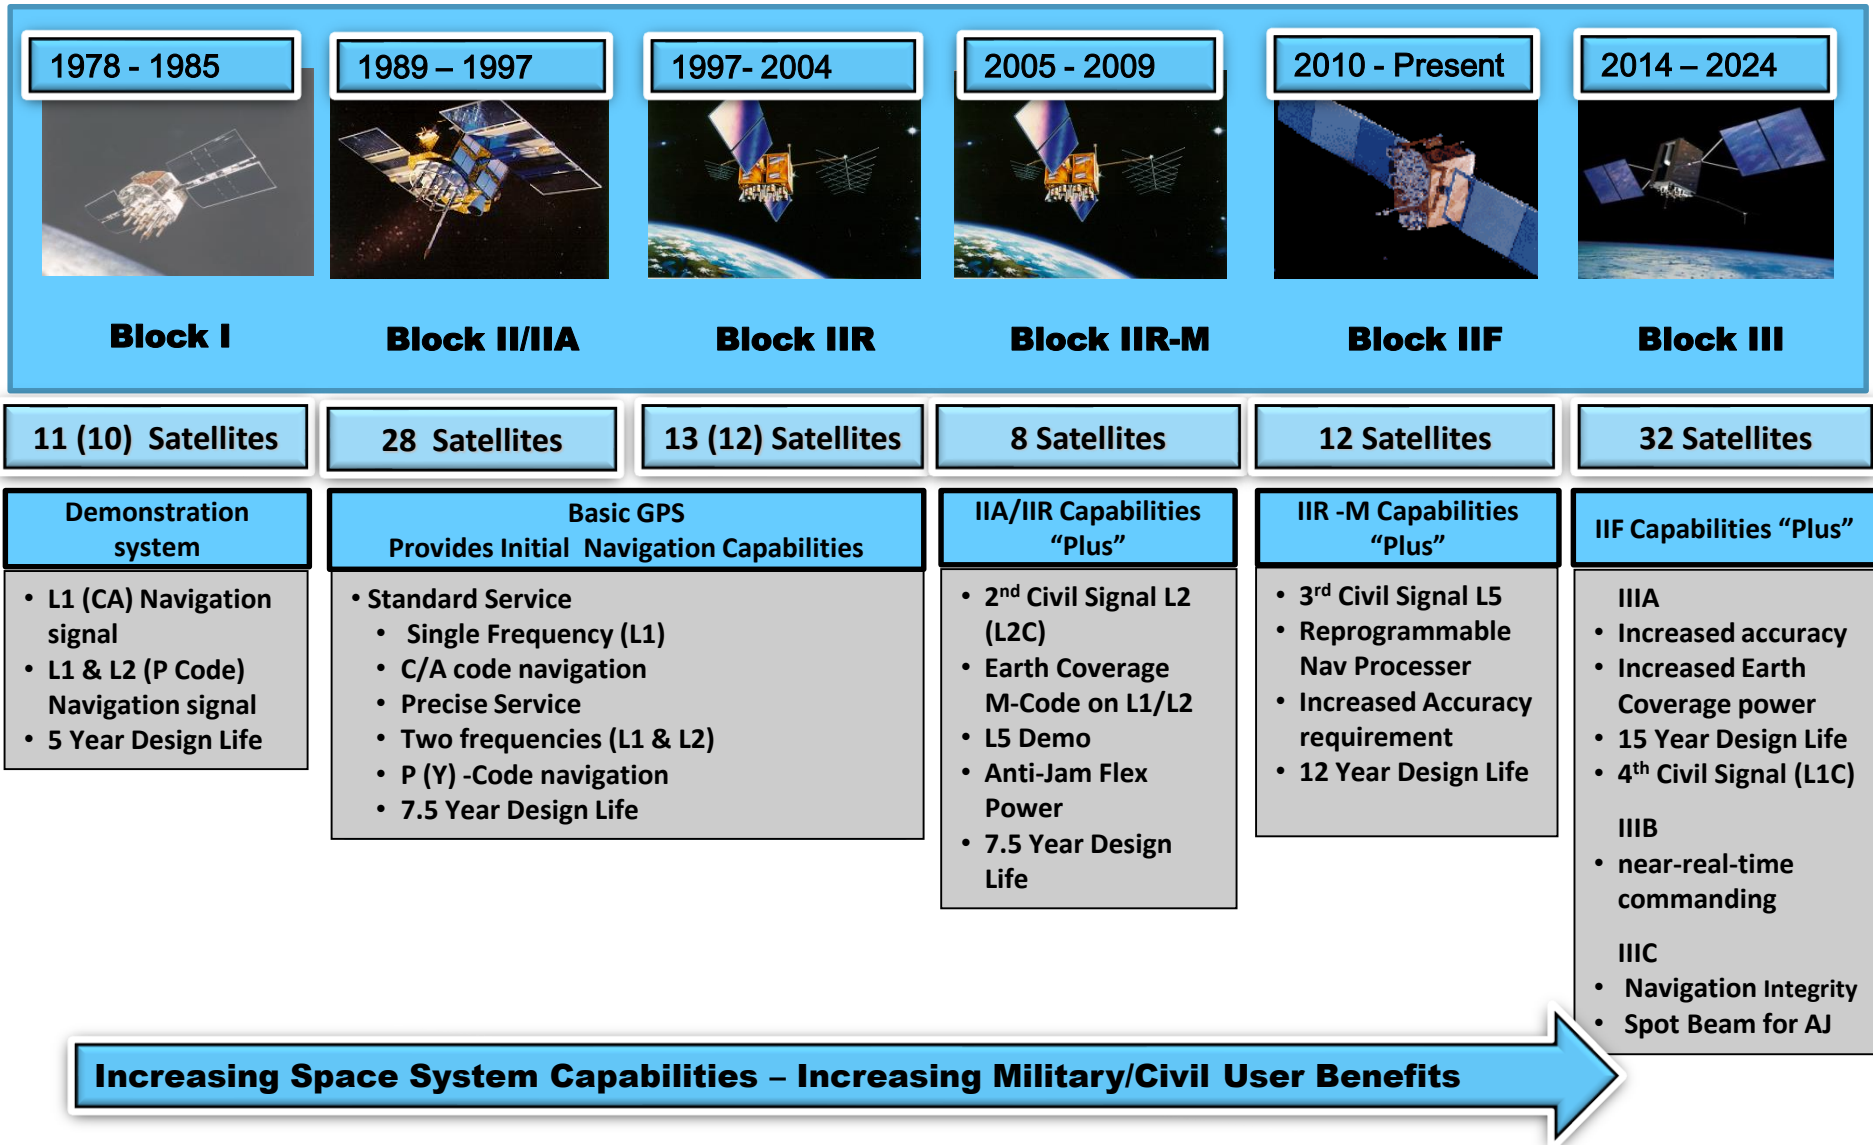 1978 - 1985
1989 – 1997
1997- 2004
2005 - 2009
2010 - Present
2014 – 2024
Block I
Block II/IIA
Block IIR
Block IIR-M
Block IIF
Block III
11 (10) Satellites
28 Satellites
13 (12) Satellites
8 Satellites
12 Satellites
32 Satellites
Demonstration
system
• L1 (CA) Navigation
signal
• L1 & L2 (P Code)
Navigation signal
• 5 Year Design Life
Basic GPS
Provides Initial Navigation Capabilities
• Standard Service
• Single Frequency (L1)
• C/A code navigation
• Precise Service
• Two frequencies (L1 & L2)
• P (Y) -Code navigation
• 7.5 Year Design Life
IIA/IIR Capabilities
“Plus”
• 2nd Civil Signal L2
(L2C)
• Earth Coverage
M-Code on L1/L2
• L5 Demo
• Anti-Jam Flex
Power
• 7.5 Year Design
Life
IIR -M Capabilities
“Plus”
• 3rd Civil Signal L5
• Reprogrammable
Nav Processer
• Increased Accuracy
requirement
• 12 Year Design Life
IIF Capabilities “Plus”
IIIA
• Increased accuracy
• Increased Earth
Coverage power
• 15 Year Design Life
• 4th Civil Signal (L1C)
IIIB
• near-real-time
commanding
IIIC
• Navigation Integrity
• Spot Beam for AJ
Increasing Space System Capabilities – Increasing Military/Civil User Benefits